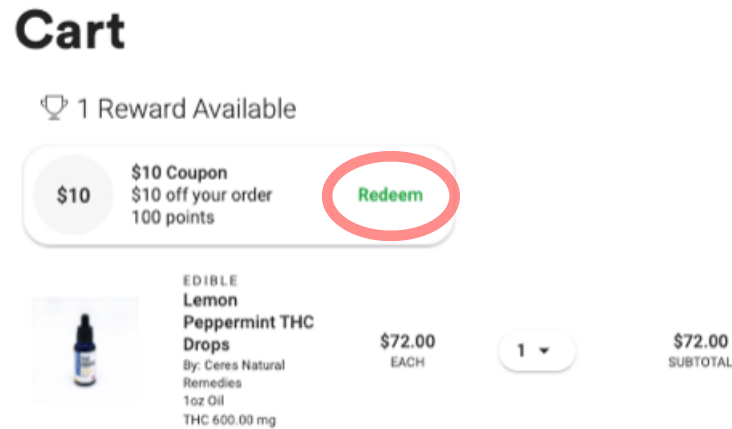 Cart
1 Reward Available
$10
$10 Coupon
$10 off your order
100 points
Redeem
EDIBLE
Lemon
Peppermint THC
Drops
By: Ceres Natural
Remedies
1oz Oil
THC 600.00 mg
$72.00
EACH
1
$72.00
SUBTOTAL